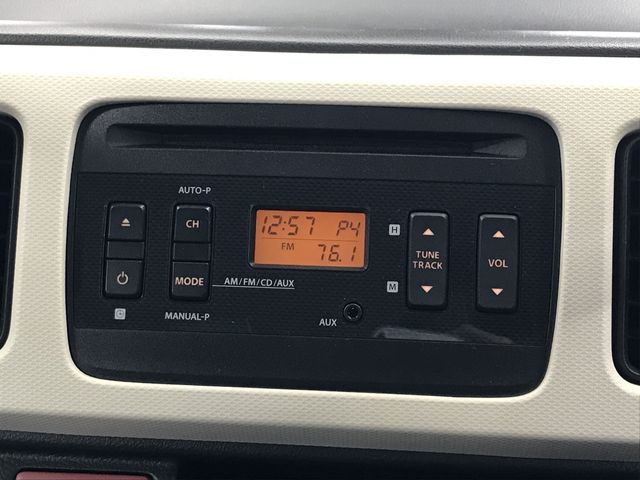 AUTO-P
CH
MODE
AM/FM/CD/AUX
MANUAL-P
12:57 P4
FM
76.1
AUX
H
M
TUNE
TRACK
VOL